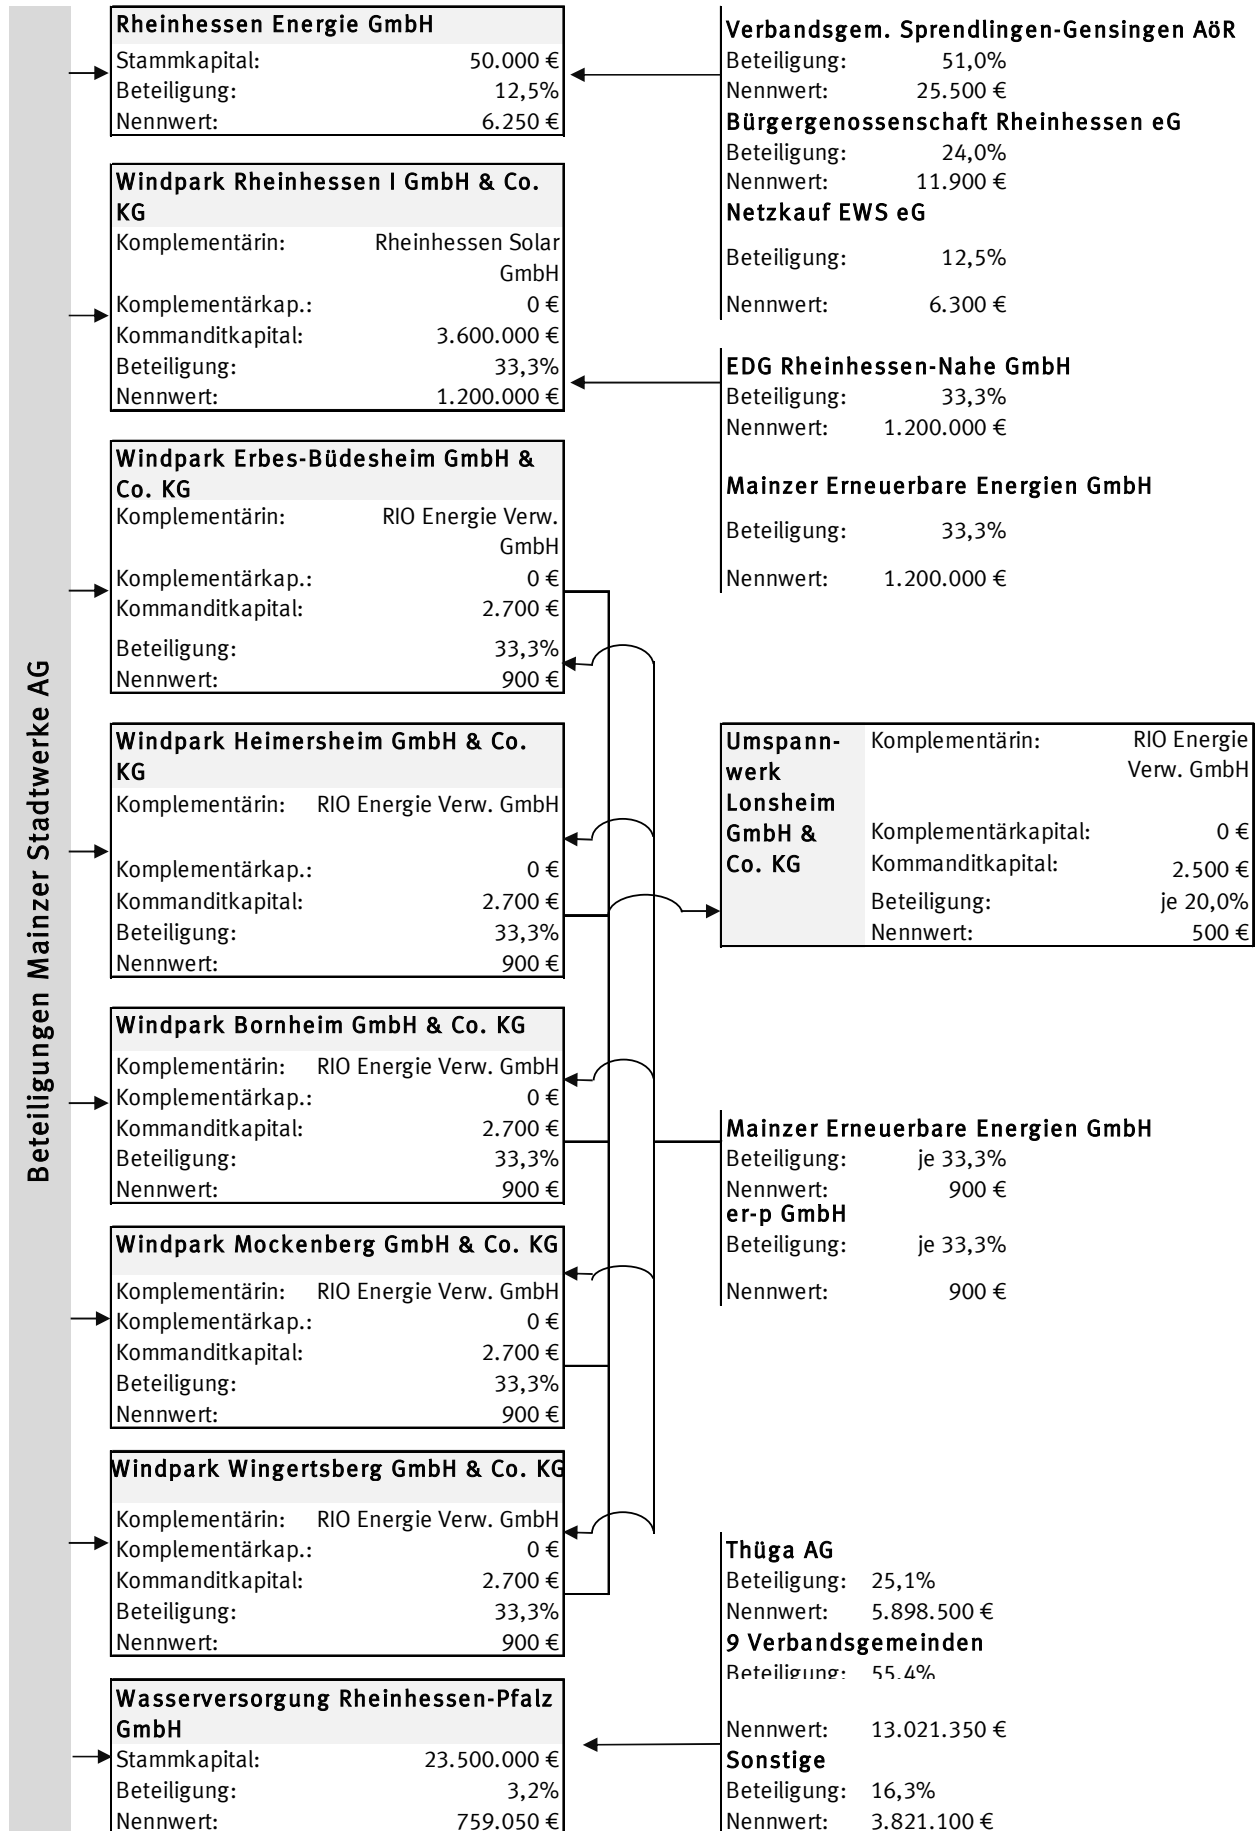 Beteiligungen Mainzer Stadtwerke AG
Rheinhessen Energie GmbH
Stammkapital: 50.000 €
Beteiligung: 12,5%
Nennwert: 6.250 €
Verbandsgem. Sprendlingen-Gensingen AöR
Beteiligung: 51,0%
Nennwert: 25.500 €
Bürgergenossenschaft Rheinhessen eG
Beteiligung: 24,0%
Nennwert: 11.900 €
Netzkauf EWS eG
Beteiligung: 12,5%
Nennwert: 6.300 €
Windpark Rheinhessen I GmbH & Co.
KG
Komplementärin: Rheinhessen Solar
GmbH
Komplementärkap.: 0 €
Kommanditkapital: 3.600.000 €
Beteiligung: 33,3%
Nennwert: 1.200.000 €
EDG Rheinhessen-Nahe GmbH
Beteiligung: 33,3%
Nennwert: 1.200.000 €
Mainzer Erneuerbare Energien GmbH
Beteiligung: 33,3%
Nennwert: 1.200.000 €
Windpark Erbes-Büdesheim GmbH &
Co. KG
Komplementärin: RIO Energie Verw.
GmbH
Komplementärkap.: 0 €
Kommanditkapital: 2.700 €
Beteiligung: 33,3%
Nennwert: 900 €
Windpark Heimersheim GmbH & Co.
KG
Komplementärin: RIO Energie Verw. GmbH
Komplementärkap.: 0 €
Kommanditkapital: 2.700 €
Beteiligung: 33,3%
Nennwert: 900 €
Umspann-
werk
Lonsheim
GmbH &
Co. KG
Komplementärin: RIO Energie
Verw. GmbH
Komplementärkapital: 0 €
Kommanditkapital: 2.500 €
Beteiligung: je 20,0%
Nennwert: 500 €
Windpark Bornheim GmbH & Co. KG
Komplementärin: RIO Energie Verw. GmbH
Komplementärkap.: 0 €
Kommanditkapital: 2.700 €
Beteiligung: 33,3%
Nennwert: 900 €
Mainzer Erneuerbare Energien GmbH
Beteiligung: je 33,3%
Nennwert: 900 €
er-p GmbH
Beteiligung: je 33,3%
Nennwert: 900 €
Windpark Mockenberg GmbH & Co. KG
Komplementärin: RIO Energie Verw. GmbH
Komplementärkap.: 0 €
Kommanditkapital: 2.700 €
Beteiligung: 33,3%
Nennwert: 900 €
Windpark Wingertsberg GmbH & Co. KG
Komplementärin: RIO Energie Verw. GmbH
Komplementärkap.: 0 €
Kommanditkapital: 2.700 €
Beteiligung: 33,3%
Nennwert: 900 €
Wasserversorgung Rheinhessen-Pfalz
GmbH
Stammkapital: 23.500.000 €
Beteiligung: 3,2%
Nennwert: 759.050 €
Thüga AG
Beteiligung: 25,1%
Nennwert: 5.898.500 €
9 Verbandsgemeinden
Beteiligung: 55,4%
Nennwert: 13.021.350 €
Sonstige
Beteiligung: 16,3%
Nennwert: 3.821.100 €